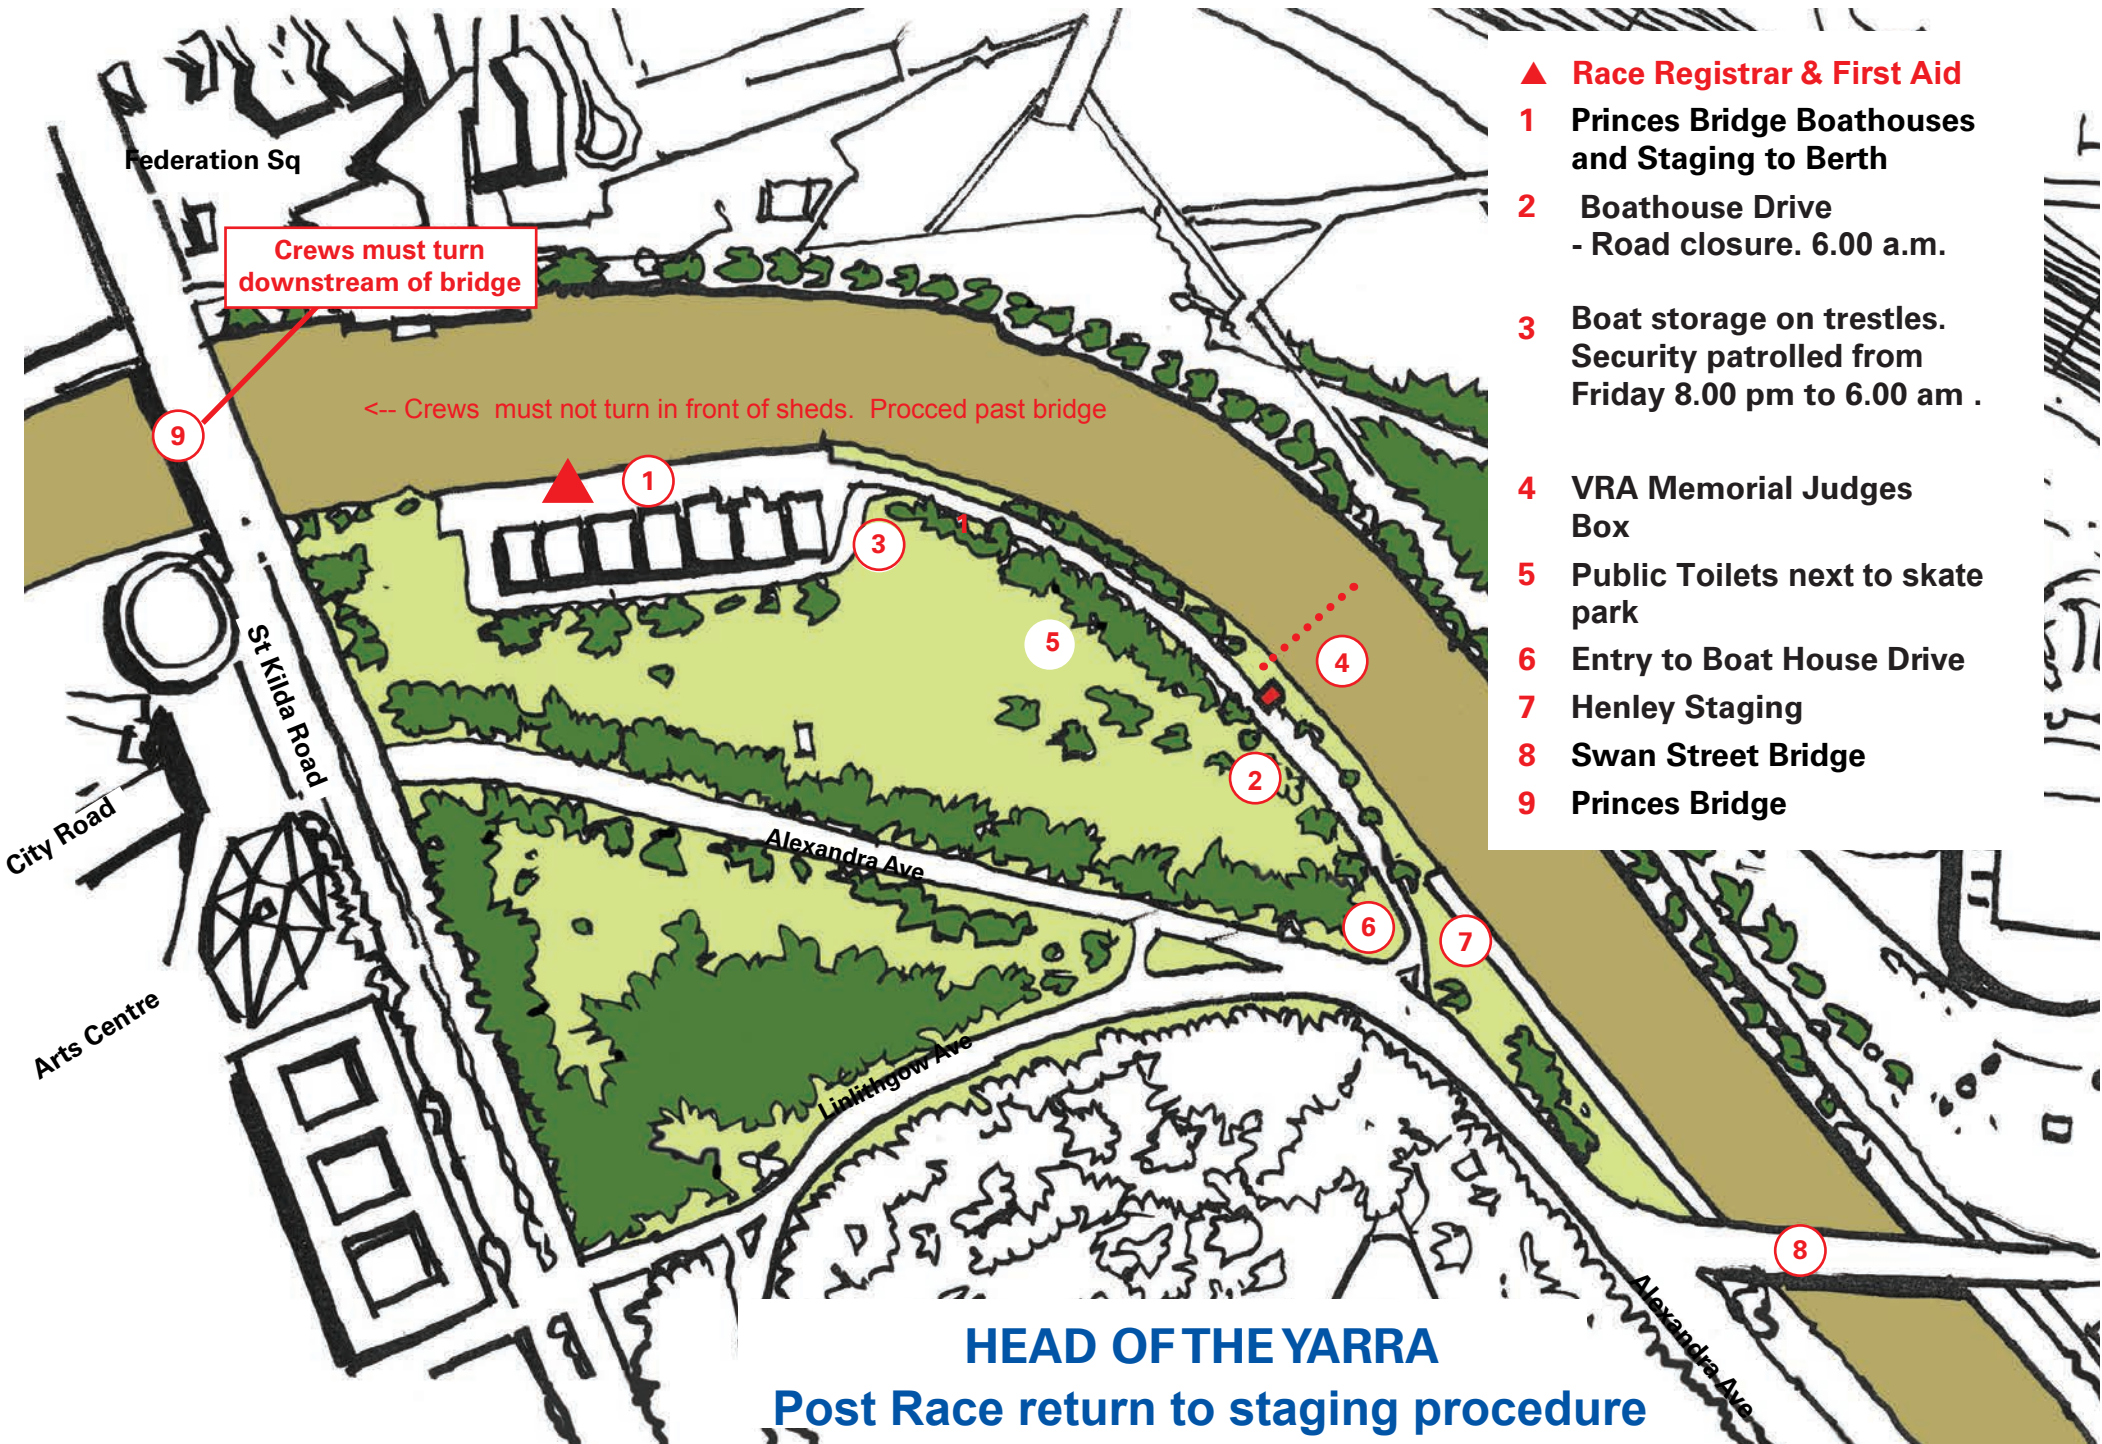 ▲ Race Registrar & First Aid
1 Princes Bridge Boathouses
and Staging to Berth
2 Boathouse Drive
- Road closure. 6.00 a.m.
3 Boat storage on trestles.
Security patrolled from
Friday 8.00 pm to 6.00 am .
4 VRA Memorial Judges
Box
5 Public Toilets next to skate
park
6 Entry to Boat House Drive
7 Henley Staging
8 Swan Street Bridge
9 Princes Bridge
Federation Sq
Crews must turn
downstream of bridge
<-- Crews must not turn in front of sheds. Procced past bridge
9
1
3
1
5
4
2
6
7
8
St Kilda Road
City Road
Alexandra Ave
Arts Centre
Linlithgow Ave
Alexandra Ave
HEAD OF THE YARRA
Post Race return to staging procedure